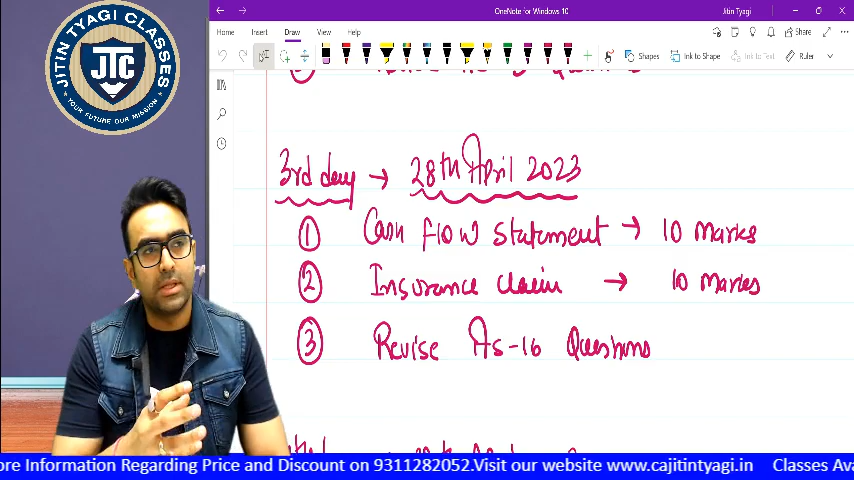 JITIN TYAGI CLASSES
JTC
YOUR FUTURE OUR MISSION
OneNote for Windows 10
Jitin Tyagi
Home Insert Draw View Share
Shapes Ink to Shape Ink to Text Ruler
3rd day → 28th April 2023
① Cash flow statement → 10 Marks
② Insurance claim → 10 Marks
③ Revise As-16 Questions
ore Information Regarding Price and Discount on 9311282052.Visit our website www.cajitintyagi.in Classes Ava